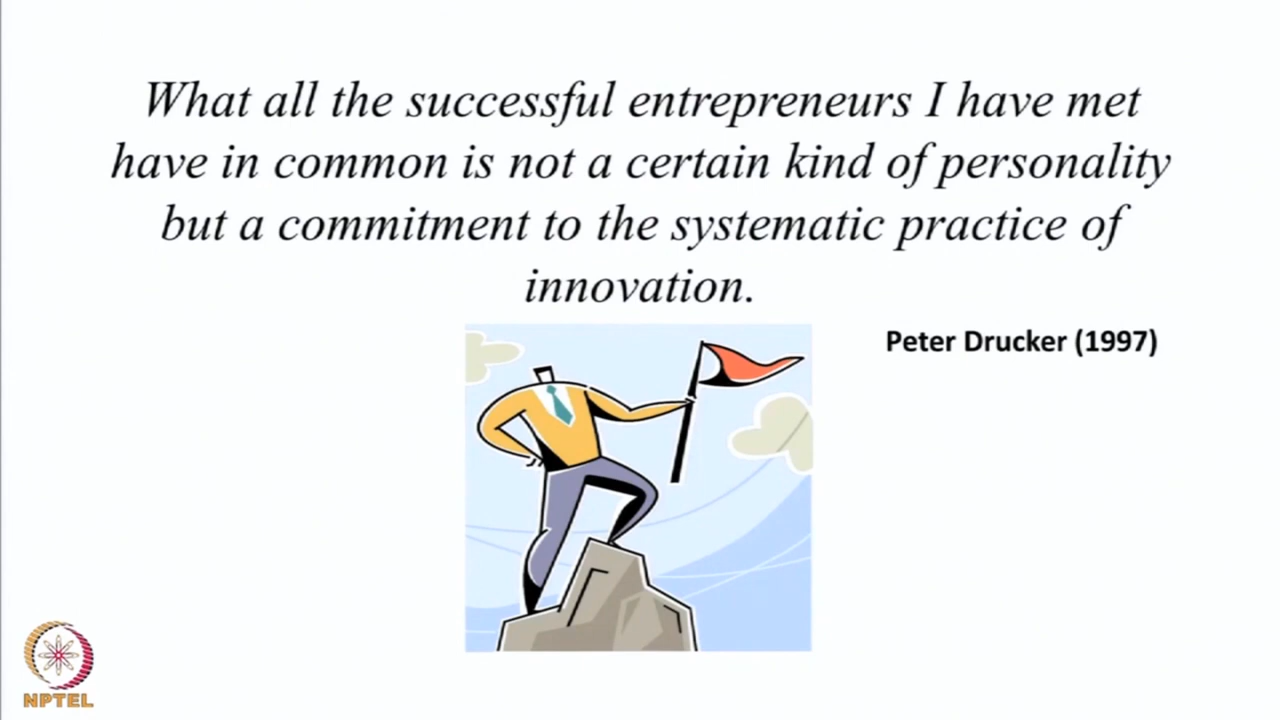 What all the successful entrepreneurs I have met
have in common is not a certain kind of personality
but a commitment to the systematic practice of
innovation.
Peter Drucker (1997)
NPTEL